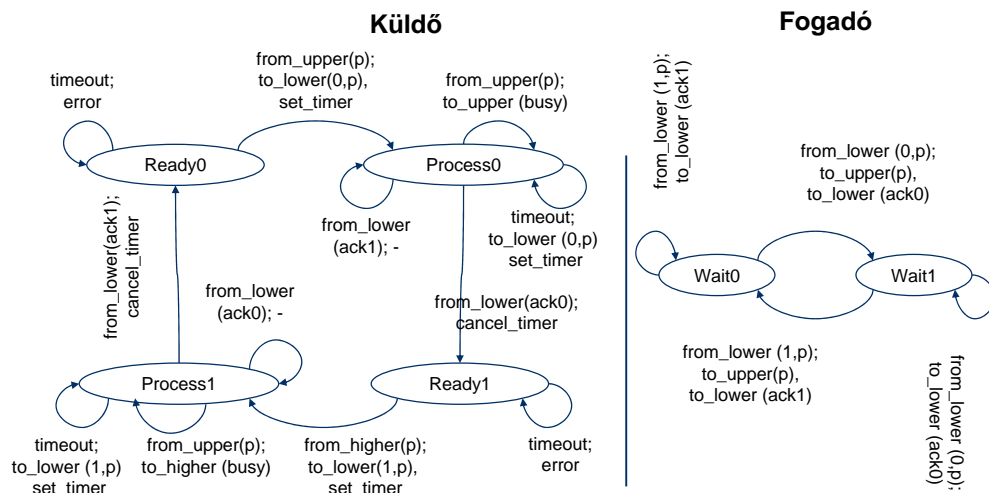 Küldő
Fogadó
timeout;
error
from_upper(p);
to_lower(0,p),
set_timer
from_upper(p);
to_upper (busy)
Ready0
Process0
from_lower
(ack1); -
timeout;
to_lower (0,p)
set_timer
from_lower(ack1);
cancel_timer
from_lower
(ack0); -
from_lower(ack0);
cancel_timer
Process1
Ready1
timeout;
to_lower (1,p)
set_timer
from_upper(p);
to_higher (busy)
from_higher(p);
to_lower(1,p),
set_timer
timeout;
error
from_lower (1,p);
to_lower (ack1)
from_lower (0,p);
to_upper(p),
to_lower (ack0)
Wait0
Wait1
from_lower (1,p);
to_upper(p),
to_lower (ack1)
from_lower (0,p);
to_lower (ack0)